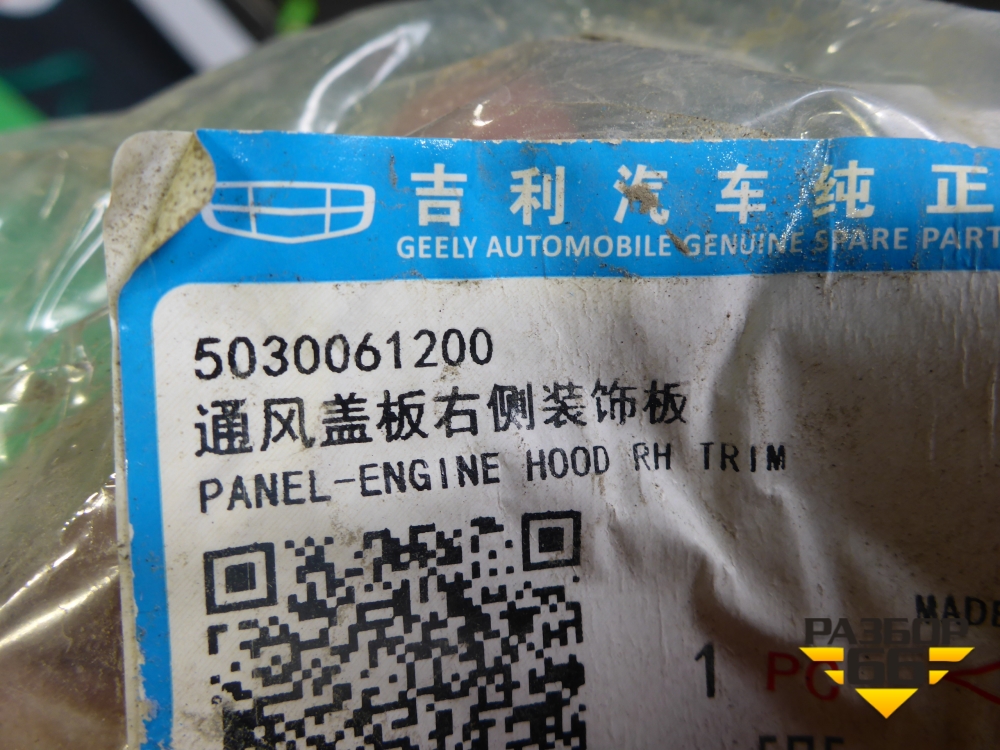 吉利汽车纯正
GEELY AUTOMOBILE GENUINE SPARE PART
5030061200
通风盖板右侧装饰板
PANEL-ENGINE HOOD RH TRIM
MADE
1 PC
РАЗБОР
66